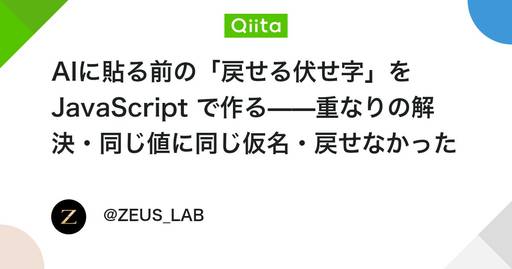 Qiita
AIに貼る前の「戻せる伏せ字」を
JavaScript で作る——重なりの解
決・同じ値に同じ仮名・戻せなかった
Z
@ZEUS_LAB